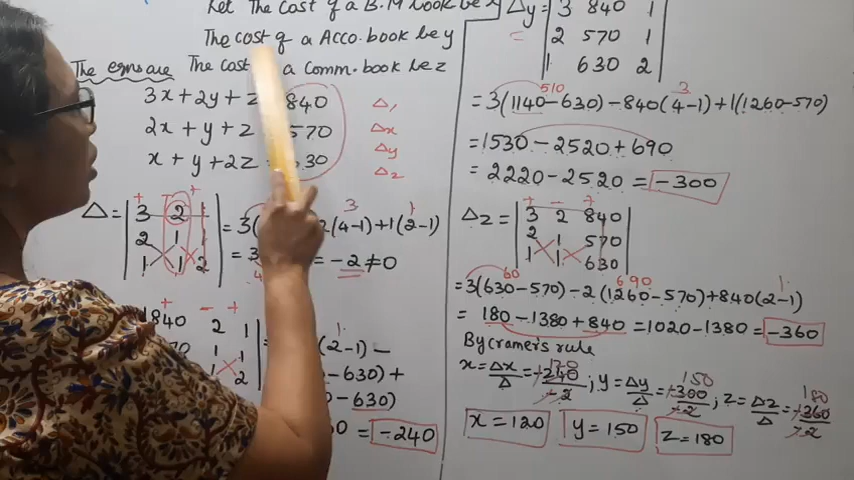 Let The Cost of a B.M book be x
The cost of a Acco. book be y
The eqns are The Cost a Comm. book be z
3x + 2y + z 840
2x + y + z 570
x + y + 2z 630
Δ,
Δx
Δy
Δz
Δ = | 3 2 | = 3( 2(4-1) + 1(2-1)
2 1
1 1 2
= 3 = -2 ≠ 0
840 2 1
1 1
1 2
(2-1) -
-630) +
-630)
= -240
Δy = | 3 840 1 |
2 570 1
1 630 2
= 3(1140-630) - 840(4-1) + 1(1260-570)
= 1530 - 2520 + 690
= 2220 - 2520 = -300
Δz = | 3 2 840 |
2 1 570
1 1 630
= 3(630-570) - 2(1260-570) + 840(2-1)
= 180 - 1380 + 840 = 1020 - 1380 = -360
By cramer's rule
x = Δx/Δ = -240/-2 ; y = Δy/Δ = -300/-2 ; z = Δz/Δ = -360/-2
x = 120 y = 150 z = 180